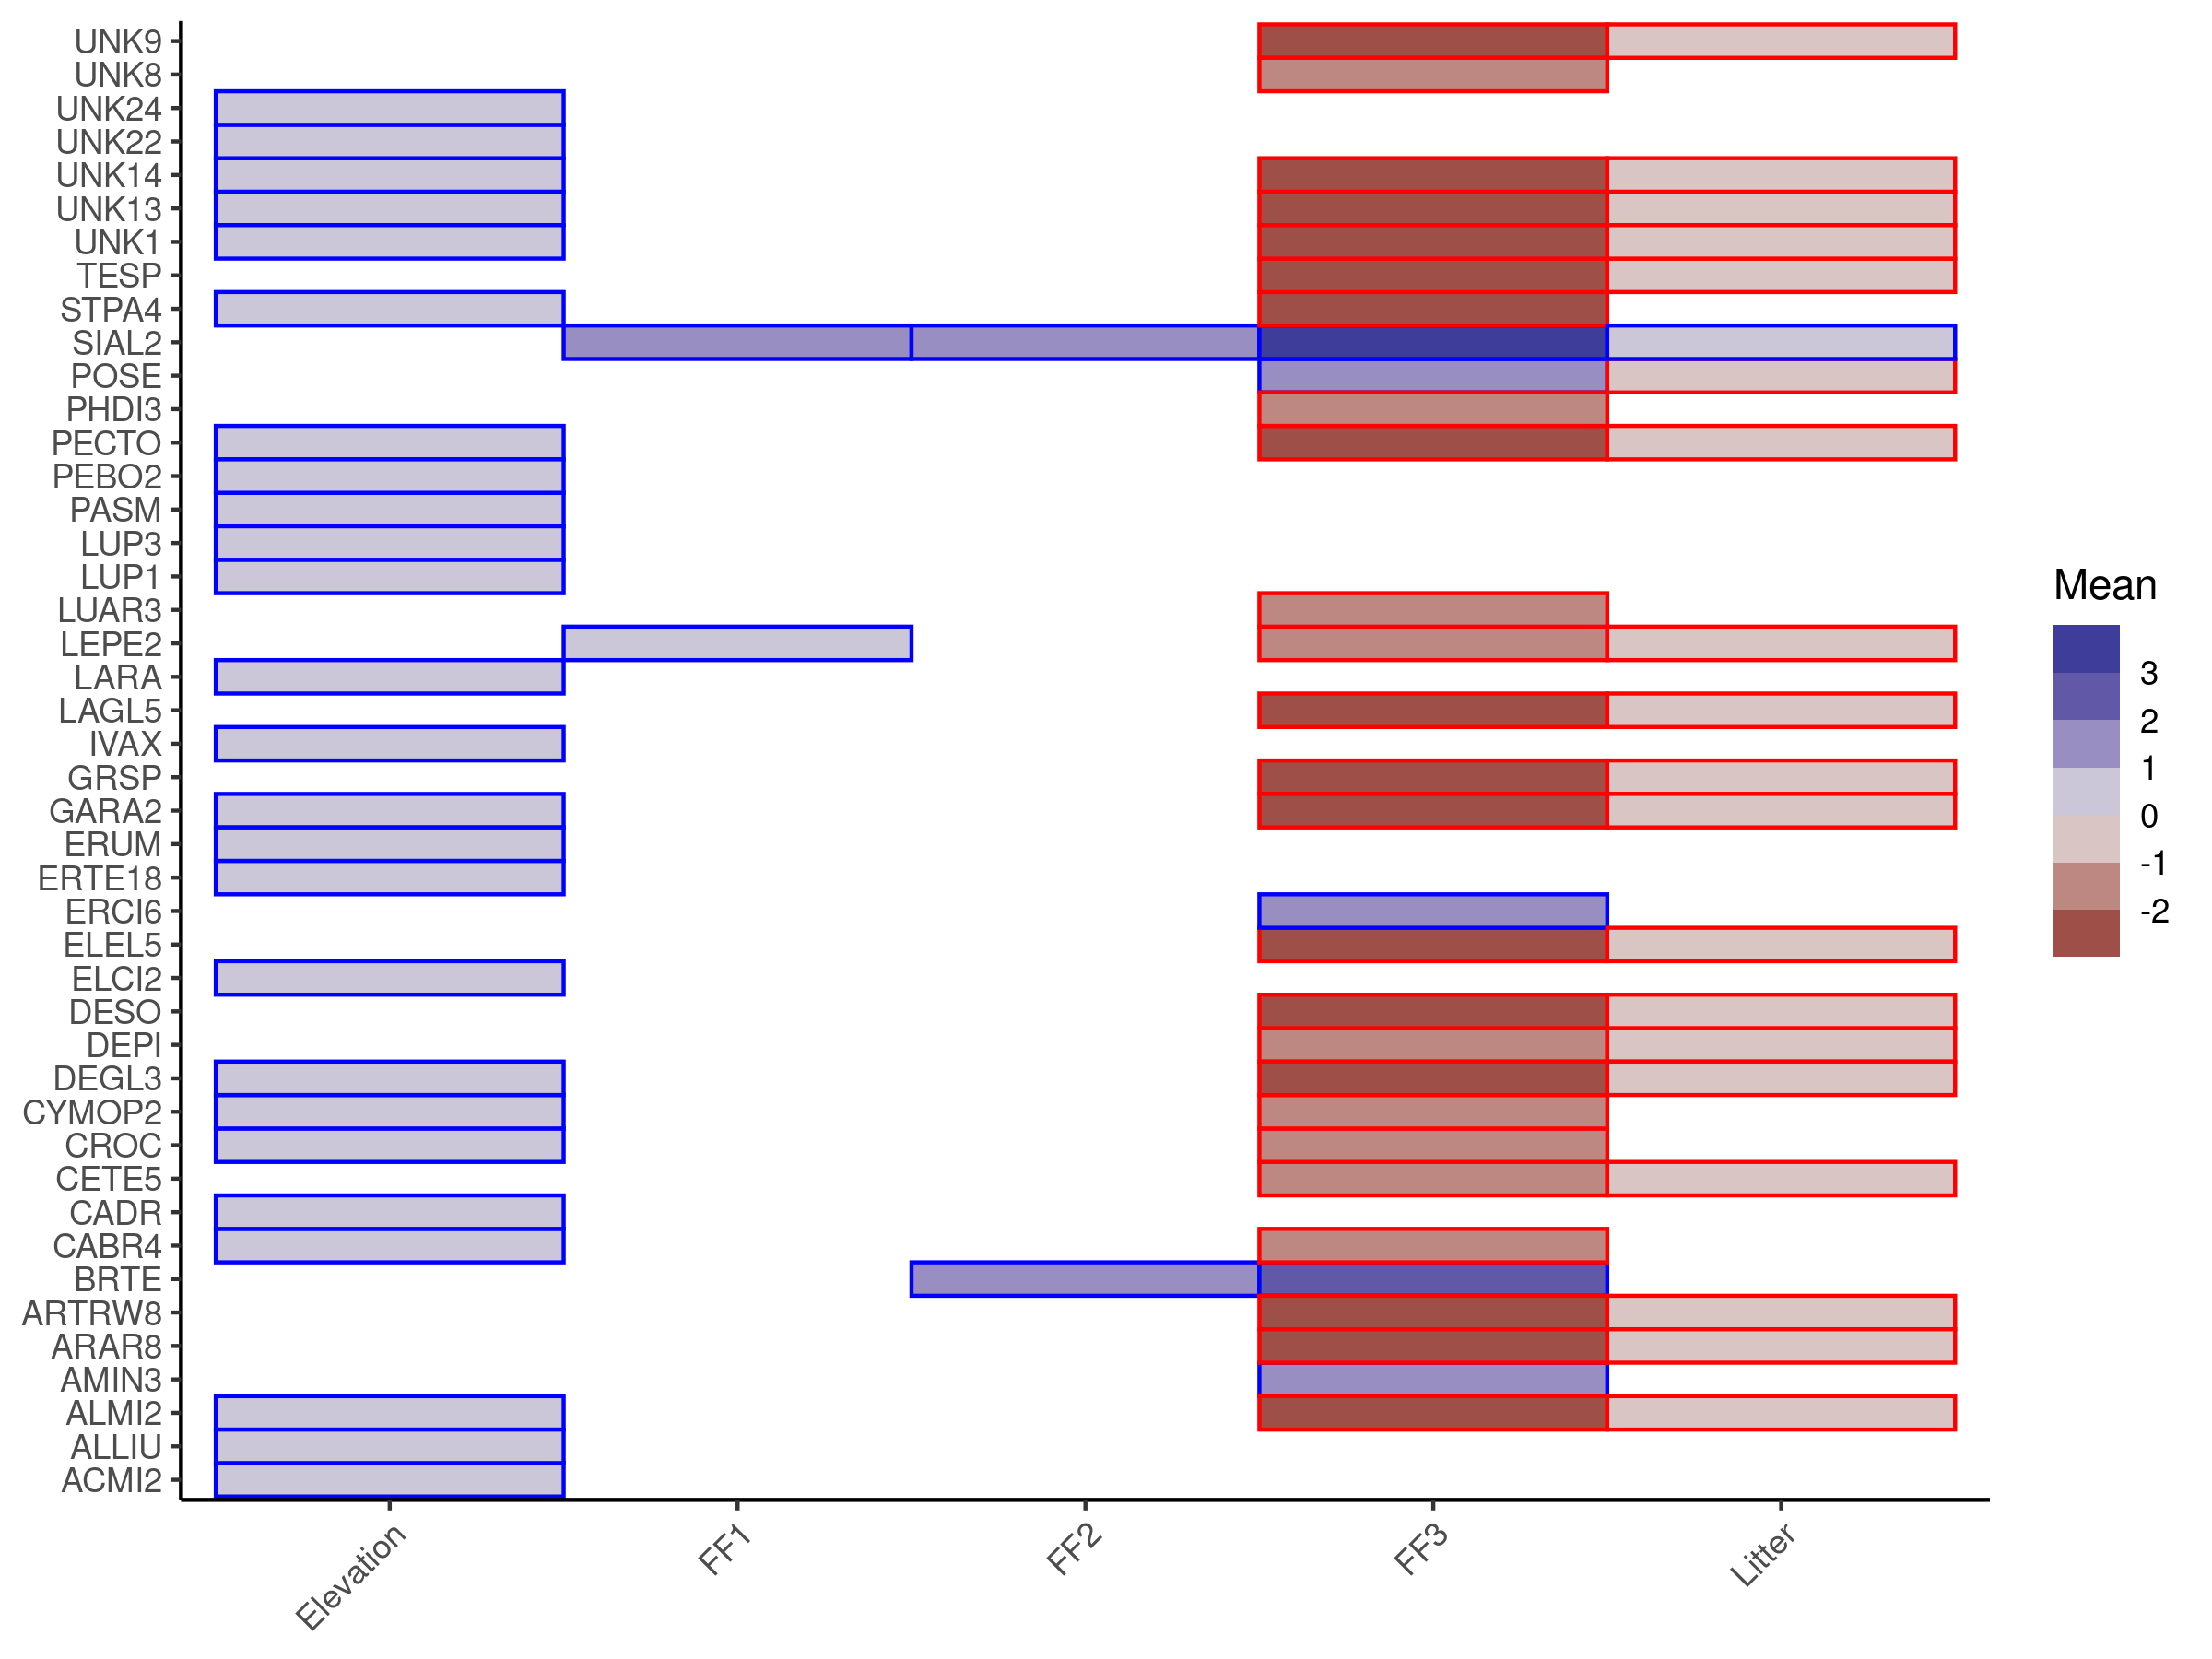 UNK9
UNK8
UNK24
UNK22
UNK14
UNK13
UNK1
TESP
STPA4
SIAL2
POSE
PHDI3
PECTO
PEBO2
PASM
LUP3
LUP1
LUAR3
LEPE2
LARA
LAGL5
IVAX
GRSP
GARA2
ERUM
ERTE18
ERCI6
ELEL5
ELCI2
DESO
DEPI
DEGL3
CYMOP2
CROC
CETE5
CADR
CABR4
BRTE
ARTRW8
ARAR8
AMIN3
ALMI2
ALLIU
ACMI2
Elevation
FF1
FF2
FF3
Litter
Mean
3
2
1
0
-1
-2